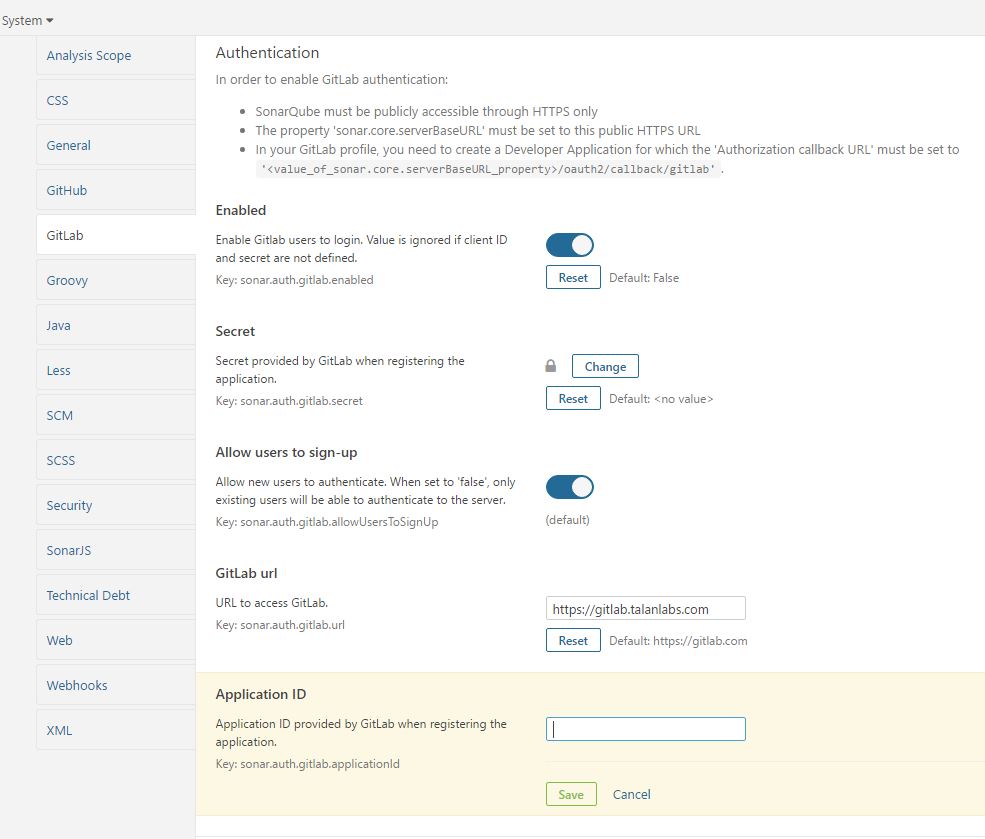 System
Analysis Scope
CSS
General
GitHub
GitLab
Groovy
Java
Less
SCM
SCSS
Security
SonarJS
Technical Debt
Web
Webhooks
XML
Authentication
In order to enable GitLab authentication:
SonarQube must be publicly accessible through HTTPS only
The property 'sonar.core.serverBaseURL' must be set to this public HTTPS URL
In your GitLab profile, you need to create a Developer Application for which the 'Authorization callback URL' must be set to
'<value_of_sonar.core.serverBaseURL_property>/oauth2/callback/gitlab'.
Enabled
Enable Gitlab users to login. Value is ignored if client ID
and secret are not defined.
Key: sonar.auth.gitlab.enabled
Reset Default: False
Secret
Secret provided by GitLab when registering the
application.
Key: sonar.auth.gitlab.secret
Change
Reset Default: <no value>
Allow users to sign-up
Allow new users to authenticate. When set to 'false', only
existing users will be able to authenticate to the server.
Key: sonar.auth.gitlab.allowUsersToSignUp
(default)
GitLab url
URL to access GitLab.
Key: sonar.auth.gitlab.url
https://gitlab.talanlabs.com
Reset Default: https://gitlab.com
Application ID
Application ID provided by GitLab when registering the
application.
Key: sonar.auth.gitlab.applicationId
Save Cancel